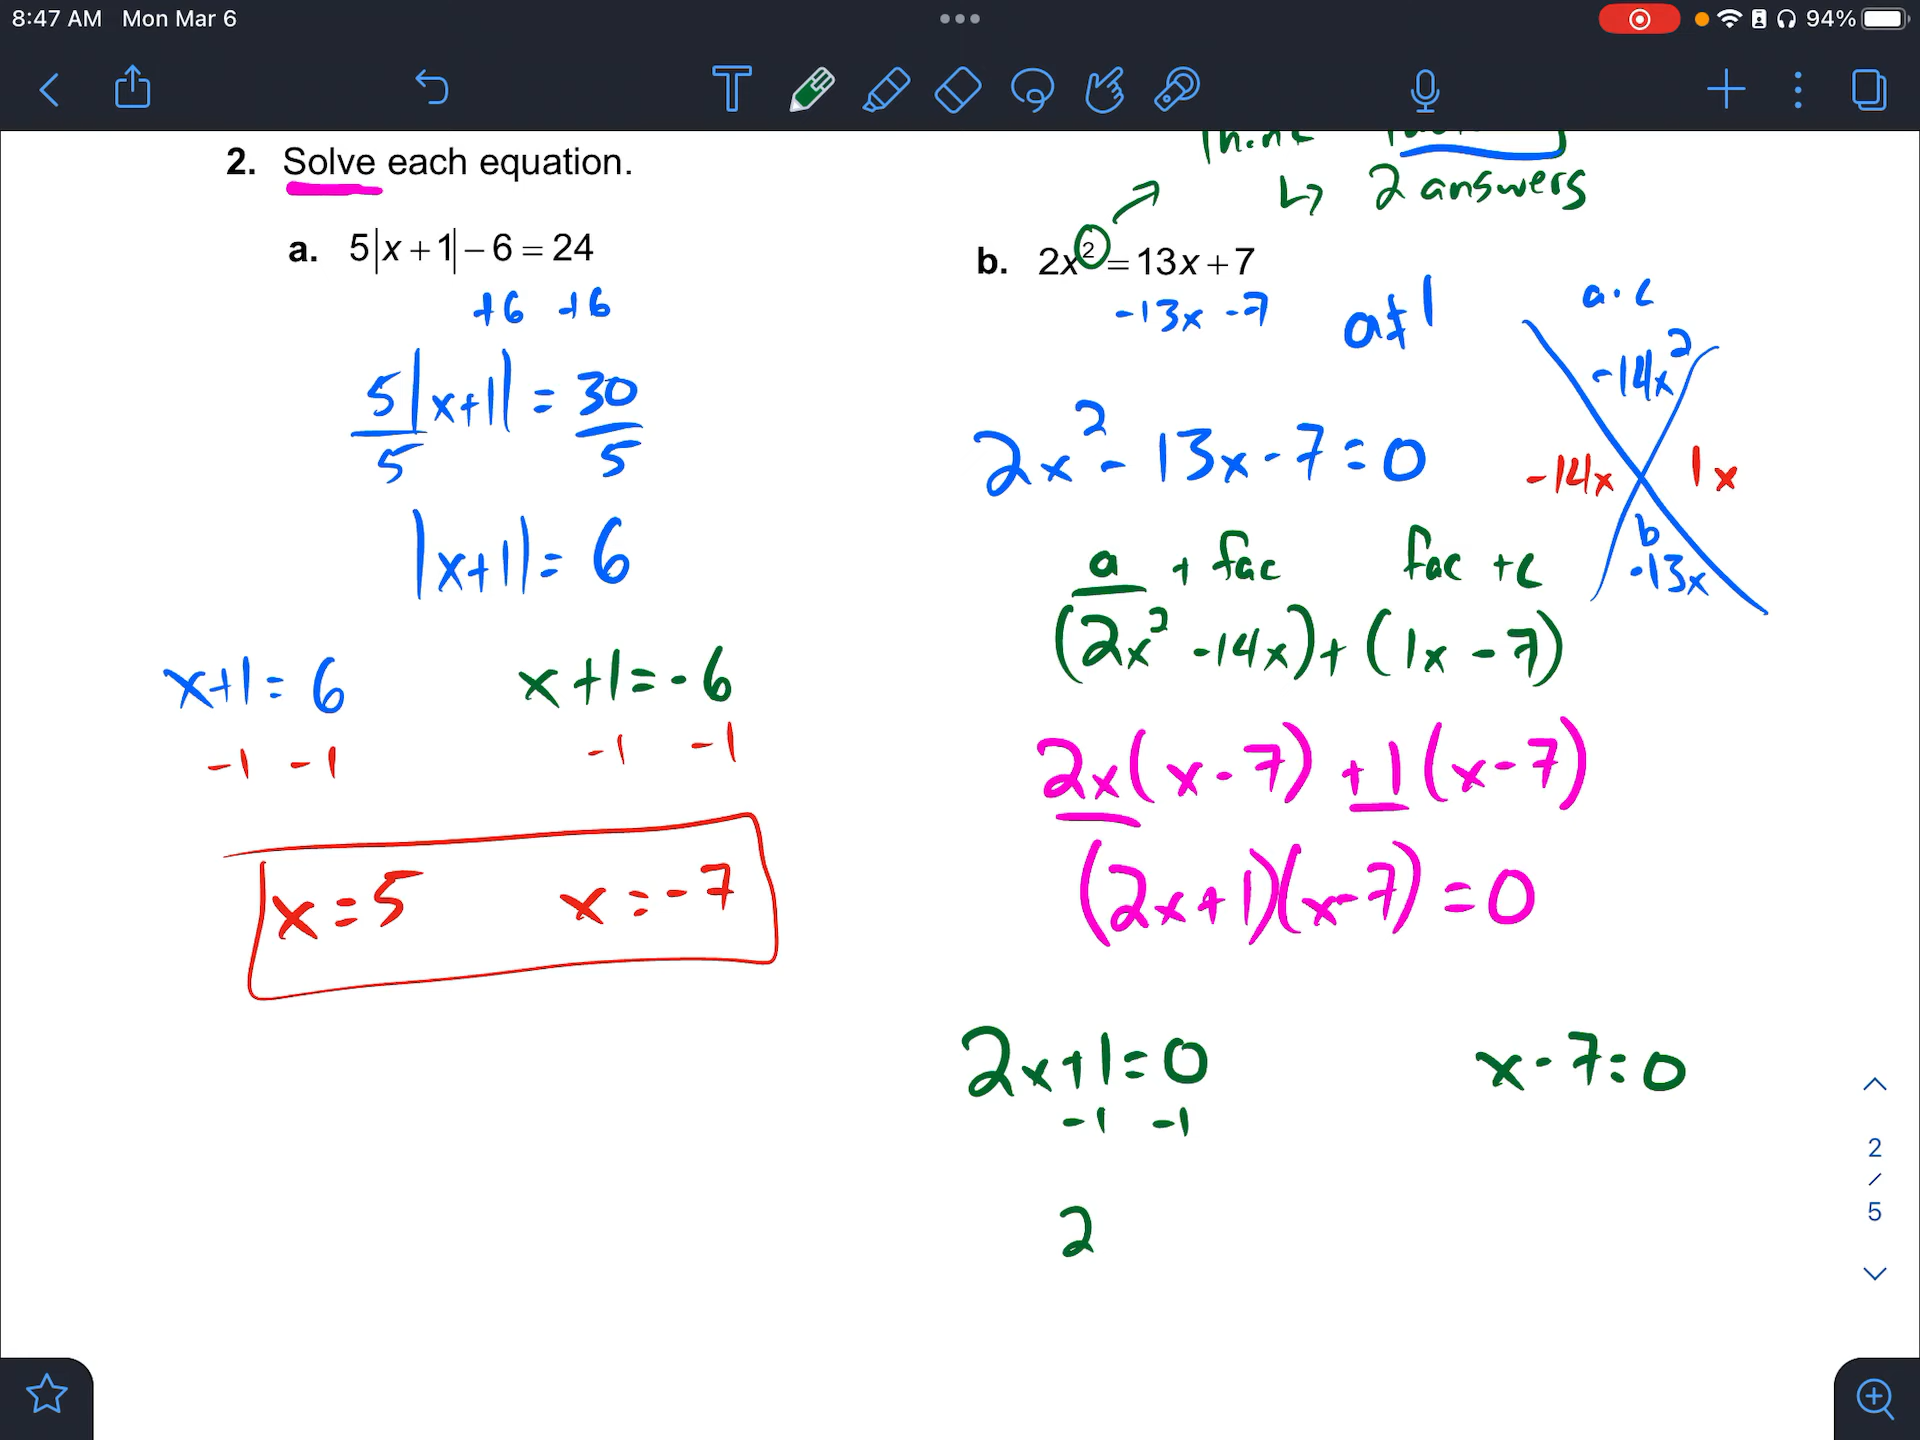 8:47 AM Mon Mar 6
94%
2. Solve each equation.
2 answers
a. 5|x+1|−6=24
+6 +6
5|x+1| = 30
5 5
|x+1| = 6
x+1 = 6
-1 -1
x+1 = -6
-1 -1
x = 5 x = -7
b. 2x²=13x+7
-13x -7
a≠1
a·c
-14x²
-14x 1x
b
-13x
2x² - 13x - 7 = 0
a + fac fac + c
(2x² - 14x) + (1x - 7)
2x(x-7) +1(x-7)
(2x+1)(x-7) = 0
2x+1=0 x-7=0
-1 -1
2
2
/
5